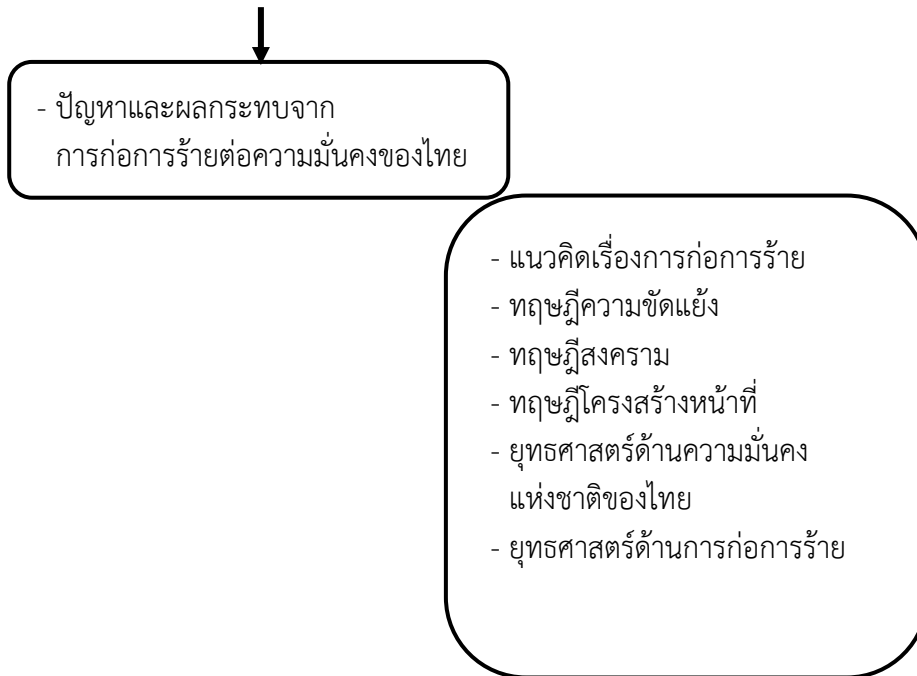 - ปัญหาและผลกระทบจาก
การก่อการร้ายต่อความมั่นคงของไทย
- แนวคิดเรื่องการก่อการร้าย
- ทฤษฎีความขัดแย้ง
- ทฤษฎีสงคราม
- ทฤษฎีโครงสร้างหน้าที่
- ยุทธศาสตร์ด้านความมั่นคง
แห่งชาติของไทย
- ยุทธศาสตร์ด้านการก่อการร้าย